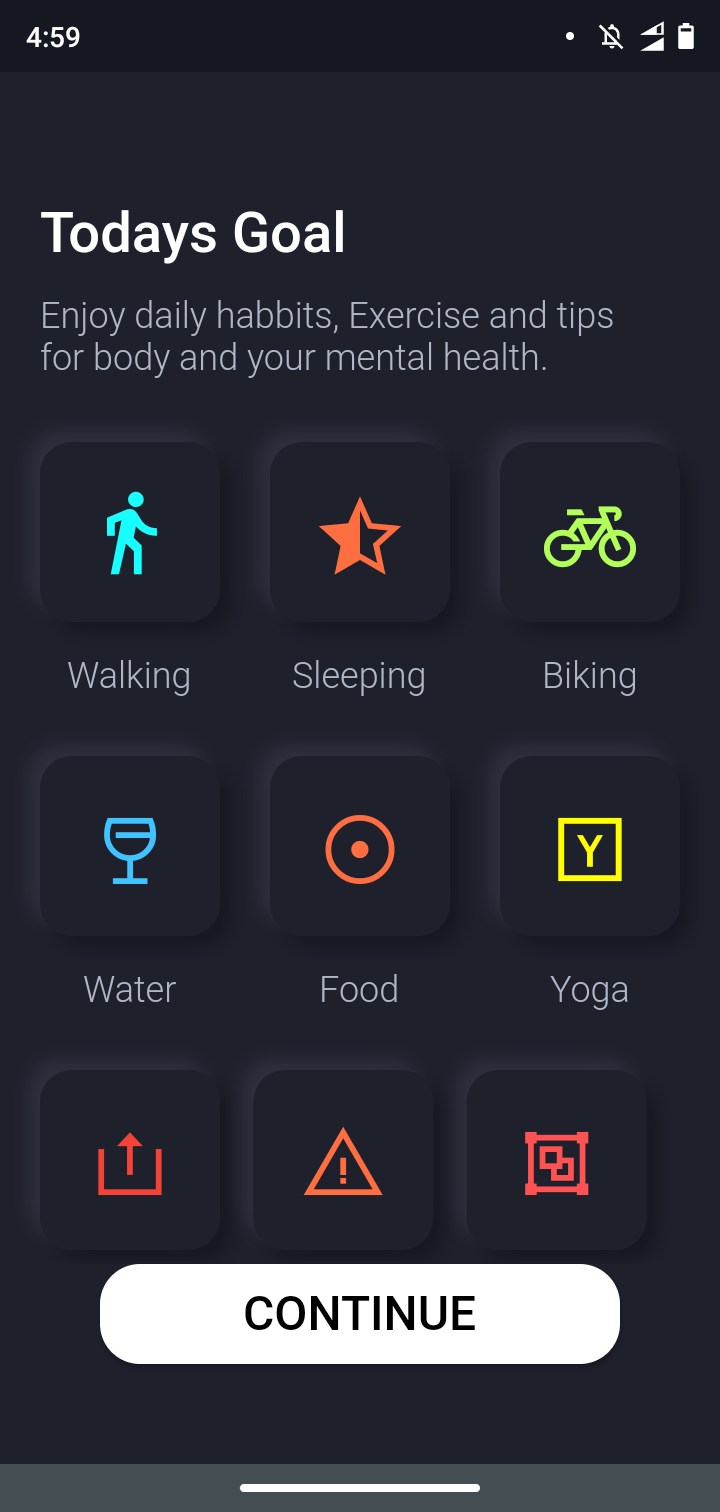 4:59
Todays Goal
Enjoy daily habbits, Exercise and tips
for body and your mental health.
Walking
Sleeping
Biking
Y
Water
Food
Yoga
CONTINUE